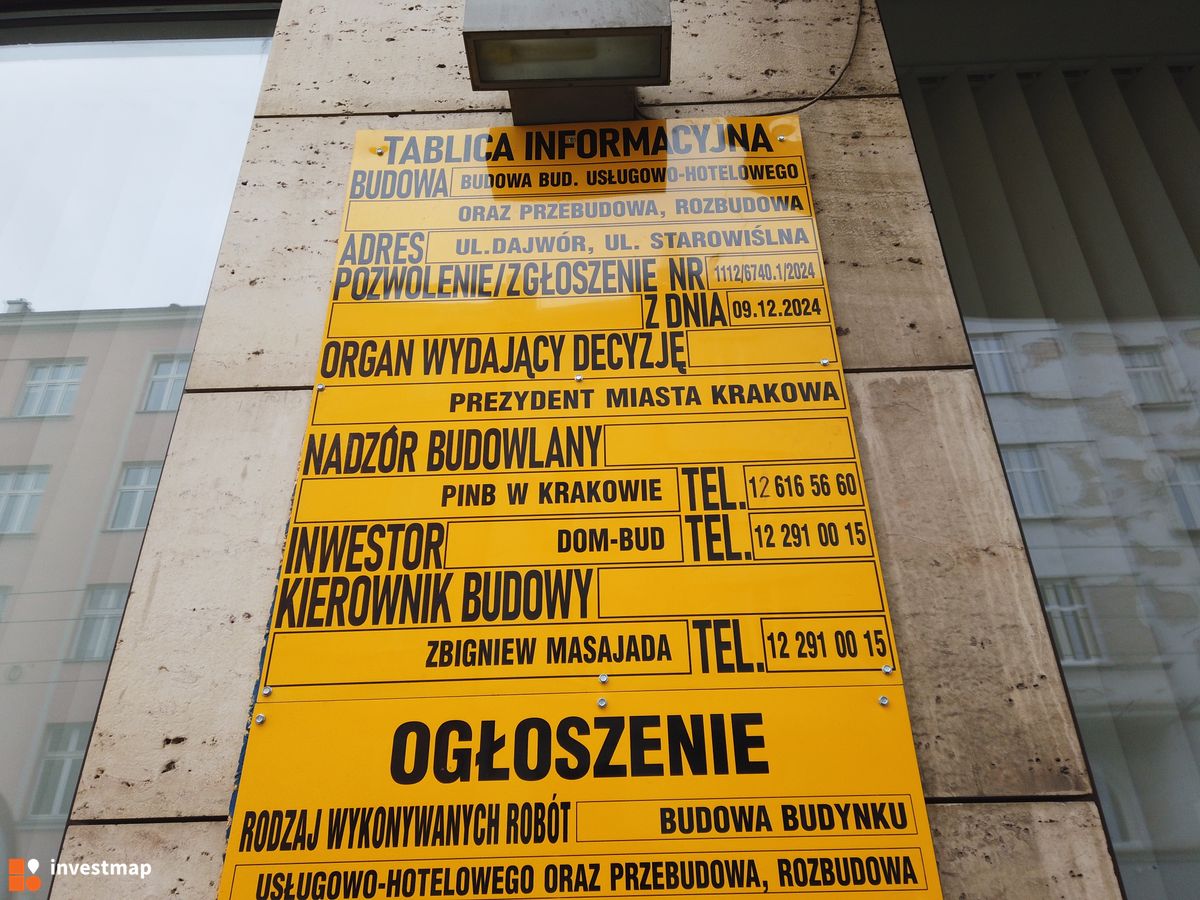 TABLICA INFORMACYJNA
BUDOWA BUDOWA BUD. USŁUGOWO-HOTELOWEGO
ORAZ PRZEBUDOWA, ROZBUDOWA
ADRES UL.DAJWÓR, UL. STAROWIŚLNA
POZWOLENIE/ZGŁOSZENIE NR 1112/6740.1/2024
Z DNIA 09.12.2024
ORGAN WYDAJĄCY DECYZJĘ
PREZYDENT MIASTA KRAKOWA
NADZÓR BUDOWLANY
PINB W KRAKOWIE TEL. 12 616 56 60
INWESTOR DOM-BUD TEL. 12 291 00 15
KIEROWNIK BUDOWY
ZBIGNIEW MASAJADA TEL. 12 291 00 15
OGŁOSZENIE
RODZAJ WYKONYWANYCH ROBÓT BUDOWA BUDYNKU
USŁUGOWO-HOTELOWEGO ORAZ PRZEBUDOWA, ROZBUDOWA
investmap